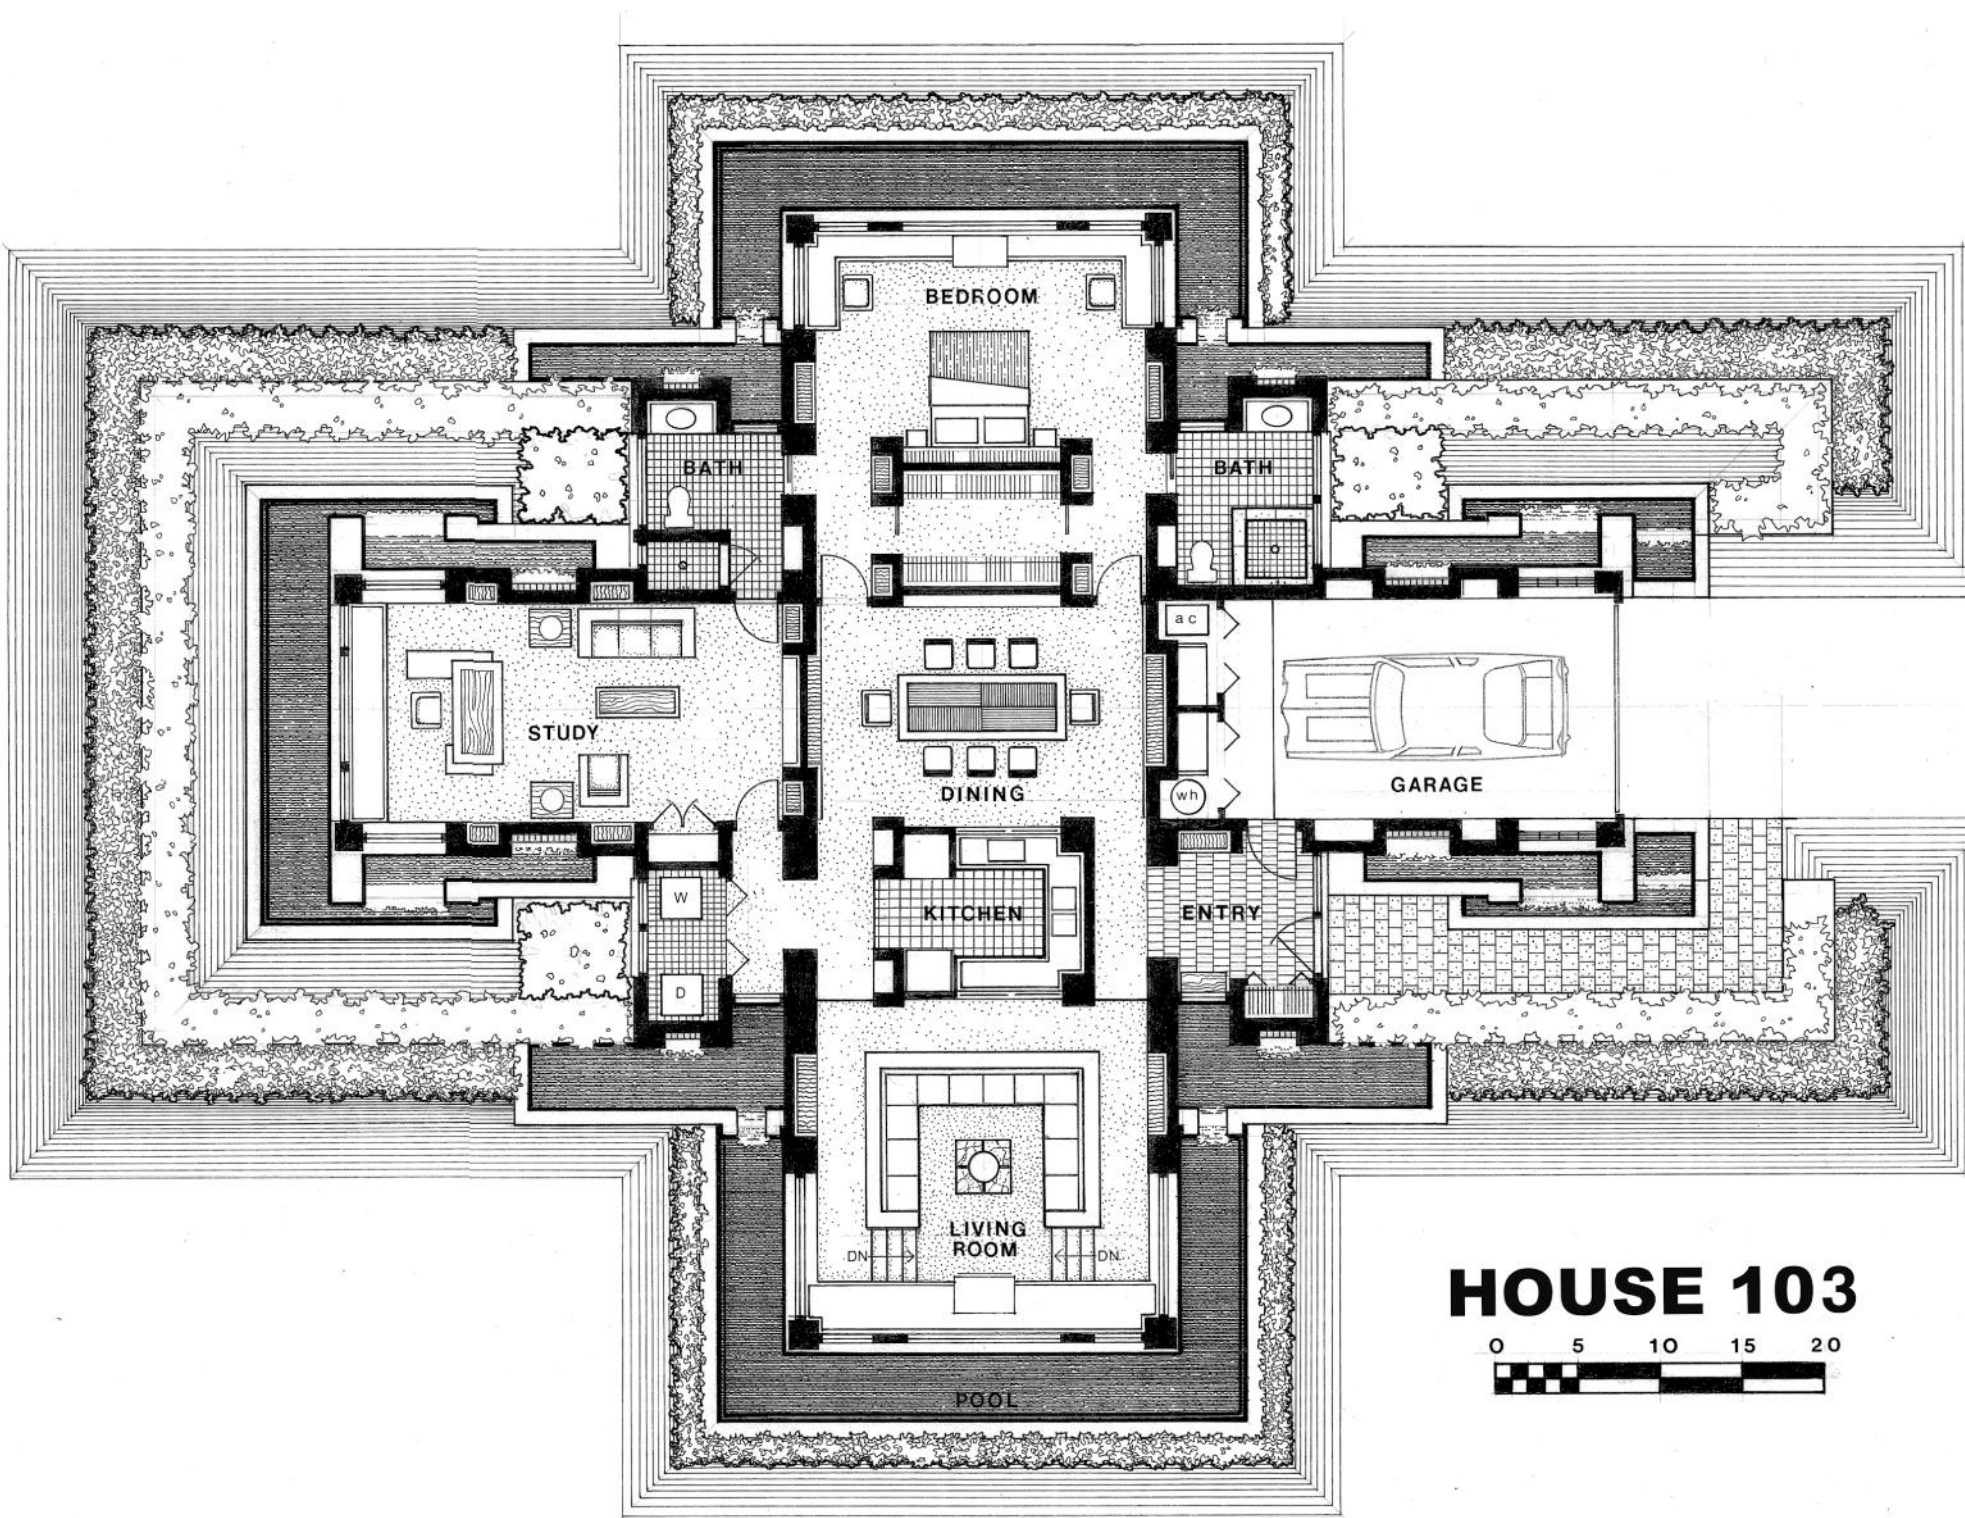 BEDROOM
BATH
BATH
ac
STUDY
GARAGE
DINING
wh
W
KITCHEN
ENTRY
D
LIVING
ROOM
DN
DN
HOUSE 103
0 5 10 15 20
POOL